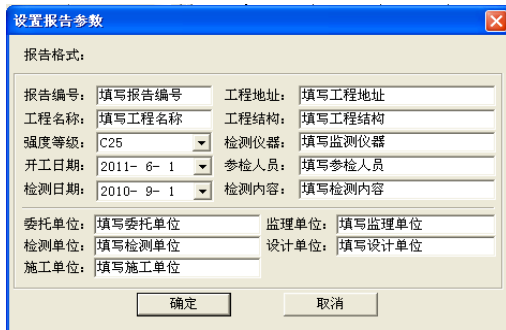 设置报告参数
报告格式:
报告编号: 填写报告编号 工程地址: 填写工程地址
工程名称: 填写工程名称 工程结构: 填写工程结构
强度等级: C25 检测仪器: 填写监测仪器
开工日期: 2011- 6- 1 参检人员: 填写参检人员
检测日期: 2010- 9- 1 检测内容: 填写检测内容
委托单位: 填写委托单位 监理单位: 填写监理单位
检测单位: 填写检测单位 设计单位: 填写设计单位
施工单位: 填写施工单位
确定 取消